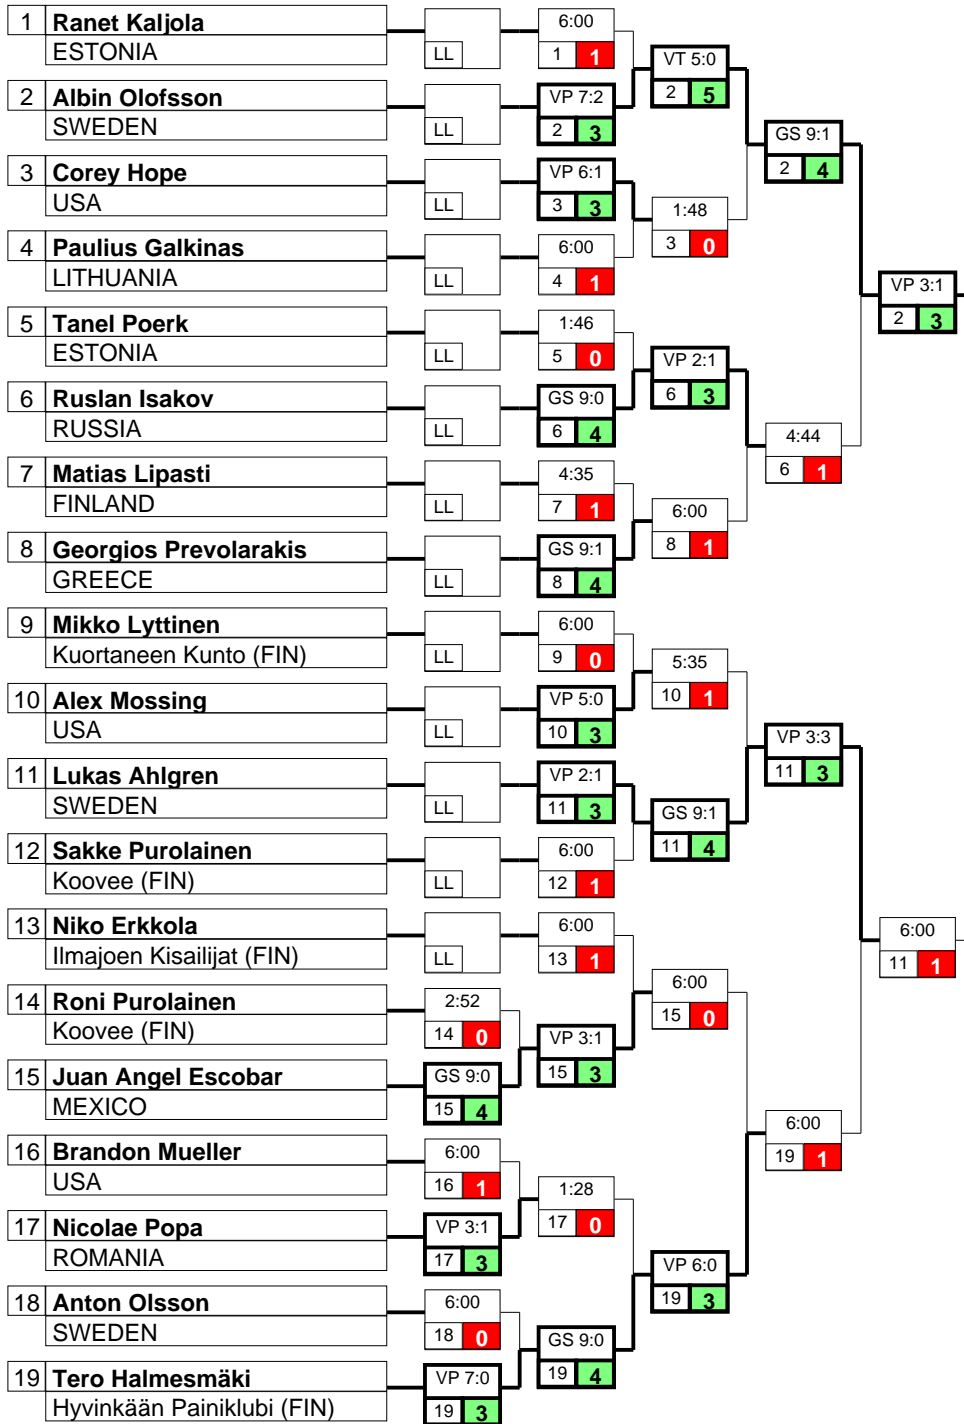 1 Ranet Kaljola
ESTONIA
LL
6:00
1 1
VT 5:0
2 5
2 Albin Olofsson
SWEDEN
LL
VP 7:2
2 3
GS 9:1
2 4
3 Corey Hope
USA
LL
VP 6:1
3 3
1:48
3 0
4 Paulius Galkinas
LITHUANIA
LL
6:00
4 1
VP 3:1
2 3
5 Tanel Poerk
ESTONIA
LL
1:46
5 0
VP 2:1
6 3
6 Ruslan Isakov
RUSSIA
LL
GS 9:0
6 4
4:44
6 1
7 Matias Lipasti
FINLAND
LL
4:35
7 1
6:00
8 1
8 Georgios Prevolarakis
GREECE
LL
GS 9:1
8 4
9 Mikko Lyttinen
Kuortaneen Kunto (FIN)
LL
6:00
9 0
5:35
10 1
10 Alex Mossing
USA
LL
VP 5:0
10 3
VP 3:3
11 3
11 Lukas Ahlgren
SWEDEN
LL
VP 2:1
11 3
GS 9:1
11 4
12 Sakke Purolainen
Koovee (FIN)
LL
6:00
12 1
13 Niko Erkkola
Ilmajoen Kisailijat (FIN)
LL
6:00
13 1
6:00
11 1
6:00
15 0
14 Roni Purolainen
Koovee (FIN)
2:52
14 0
VP 3:1
15 3
15 Juan Angel Escobar
MEXICO
GS 9:0
15 4
6:00
19 1
16 Brandon Mueller
USA
6:00
16 1
1:28
17 0
17 Nicolae Popa
ROMANIA
VP 3:1
17 3
VP 6:0
19 3
18 Anton Olsson
SWEDEN
6:00
18 0
GS 9:0
19 4
19 Tero Halmesmäki
Hyvinkään Painiklubi (FIN)
VP 7:0
19 3